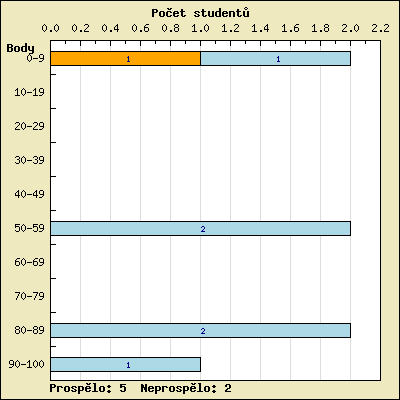 Počet studentů
0.0 0.2 0.4 0.6 0.8 1.0 1.2 1.4 1.6 1.8 2.0 2.2
Body
0-9 1 1
10-19
20-29
30-39
40-49
50-59 2
60-69
70-79
80-89 2
90-100 1
Prospělo: 5 Neprospělo: 2